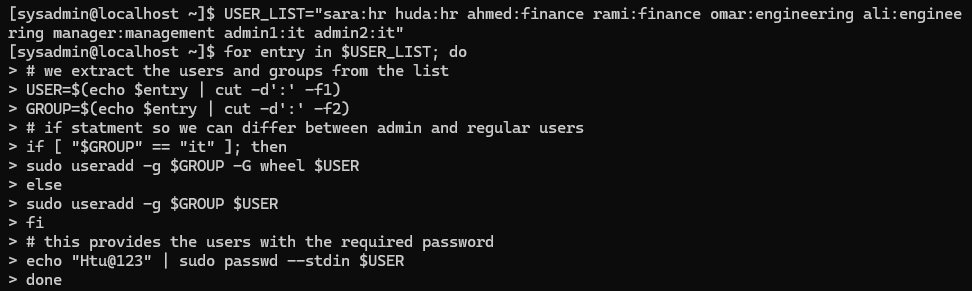 [sysadmin@localhost ~]$ USER_LIST="sara:hr huda:hr ahmed:finance rami:finance omar:engineering ali:enginee
ring manager:management admin1:it admin2:it"
[sysadmin@localhost ~]$ for entry in $USER_LIST; do
> # we extract the users and groups from the list
> USER=$(echo $entry | cut -d':' -f1)
> GROUP=$(echo $entry | cut -d':' -f2)
> # if statment so we can differ between admin and regular users
> if [ "$GROUP" == "it" ]; then
> sudo useradd -g $GROUP -G wheel $USER
> else
> sudo useradd -g $GROUP $USER
> fi
> # this provides the users with the required password
> echo "Htu@123" | sudo passwd --stdin $USER
> done